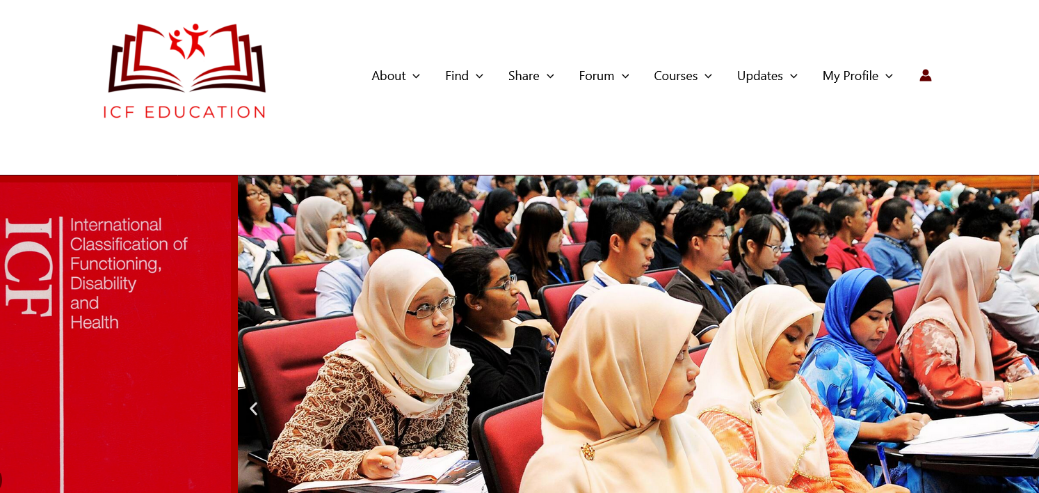 ICF EDUCATION
About
Find
Share
Forum
Courses
Updates
My Profile
ICF
International
Classification of
Functioning,
Disability
and
Health